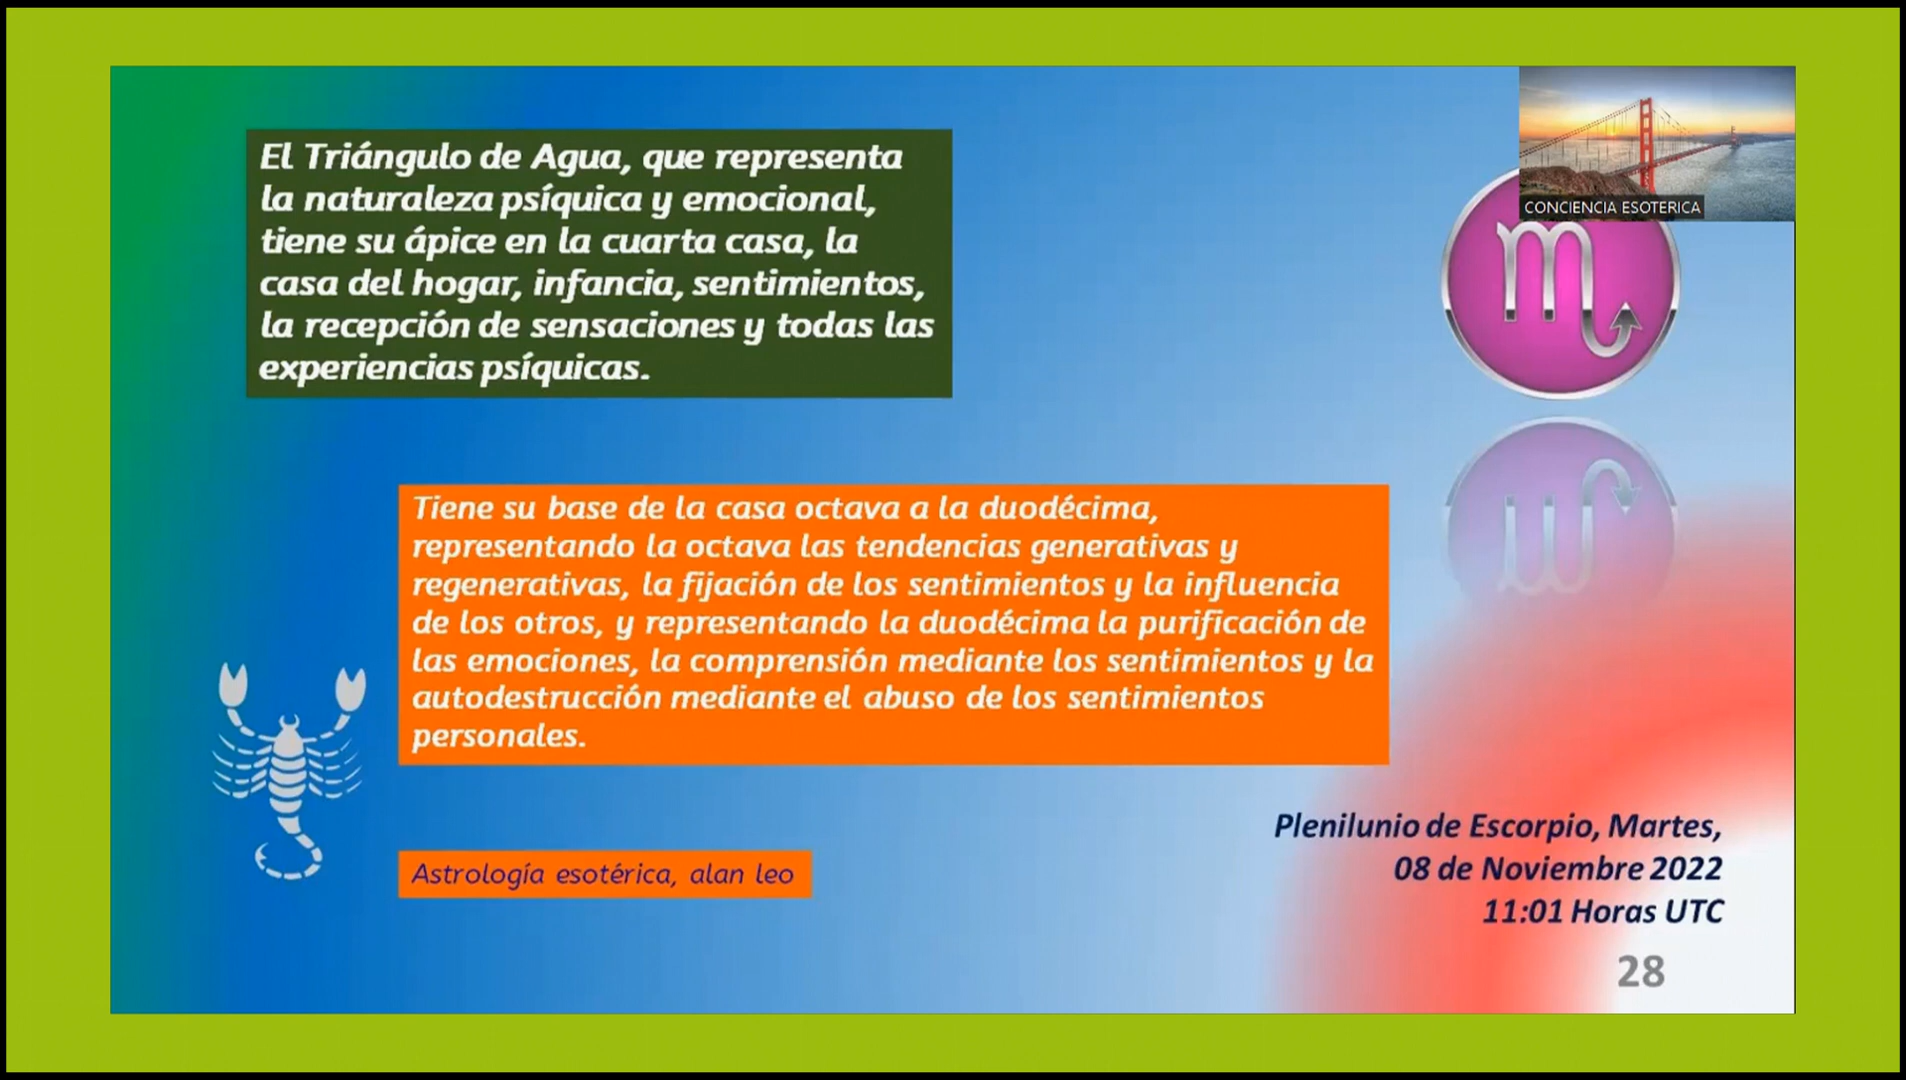 CONCIENCIA ESOTERICA
El Triángulo de Agua, que representa
la naturaleza psíquica y emocional,
tiene su ápice en la cuarta casa, la
casa del hogar, infancia, sentimientos,
la recepción de sensaciones y todas las
experiencias psíquicas.
Tiene su base de la casa octava a la duodécima,
representando la octava las tendencias generativas y
regenerativas, la fijación de los sentimientos y la influencia
de los otros, y representando la duodécima la purificación de
las emociones, la comprensión mediante los sentimientos y la
autodestrucción mediante el abuso de los sentimientos
personales.
Astrología esotérica, alan leo
Plenilunio de Escorpio, Martes,
08 de Noviembre 2022
11:01 Horas UTC
28